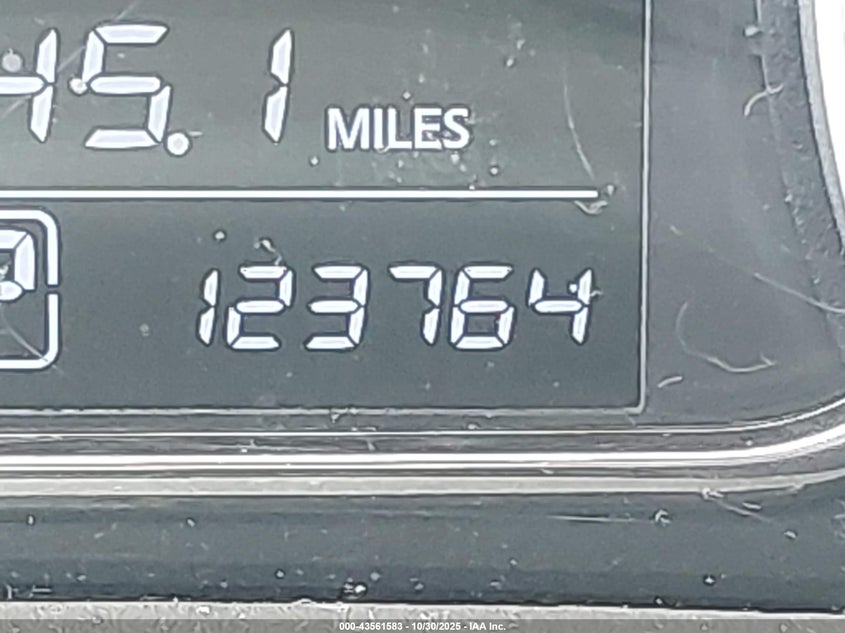 45.1 MILES
123764
000-43561583 - 10/30/2025 - IAA Inc.